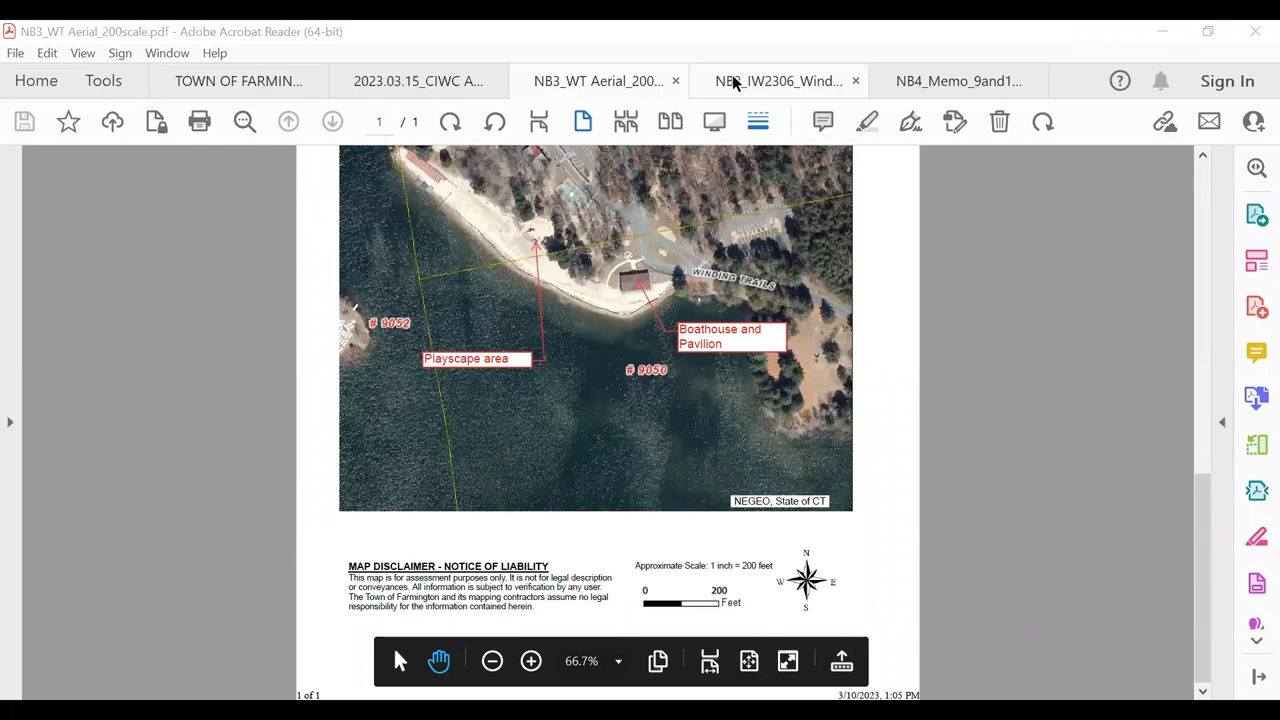 NB3_WT Aerial_200scale.pdf - Adobe Acrobat Reader (64-bit)
File Edit View Sign Window Help
Home Tools TOWN OF FARMIN... 2023.03.15_CIWC A... NB3_WT Aerial_200... × NB3_IW2306_Wind... × NB4_Memo_9and1... Sign In
1 / 1
WINDING TRAILS
# 9052
Boathouse and
Pavilion
Playscape area
# 9050
NEGEO, State of CT
MAP DISCLAIMER - NOTICE OF LIABILITY
This map is for assessment purposes only. It is not for legal description
or conveyances. All information is subject to verification by any user.
The Town of Farmington and its mapping contractors assume no legal
responsibility for the information contained herein.
Approximate Scale: 1 inch = 200 feet
0 200
Feet
N
W E
S
66.7%
1 of 1 3/10/2023, 1:05 PM